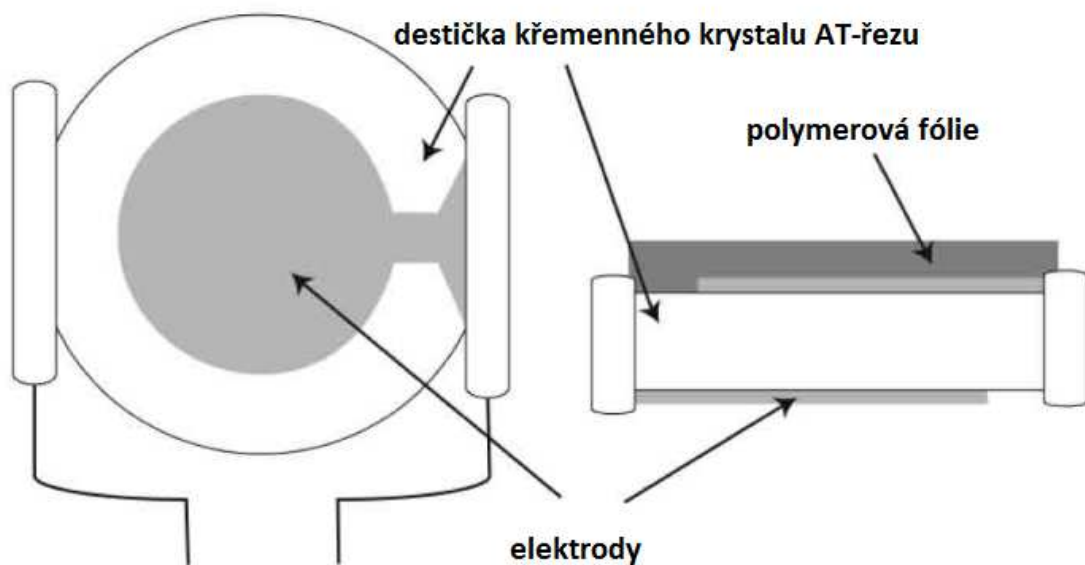 destička křemenného krystalu AT-řezu
polymerová fólie
elektrody